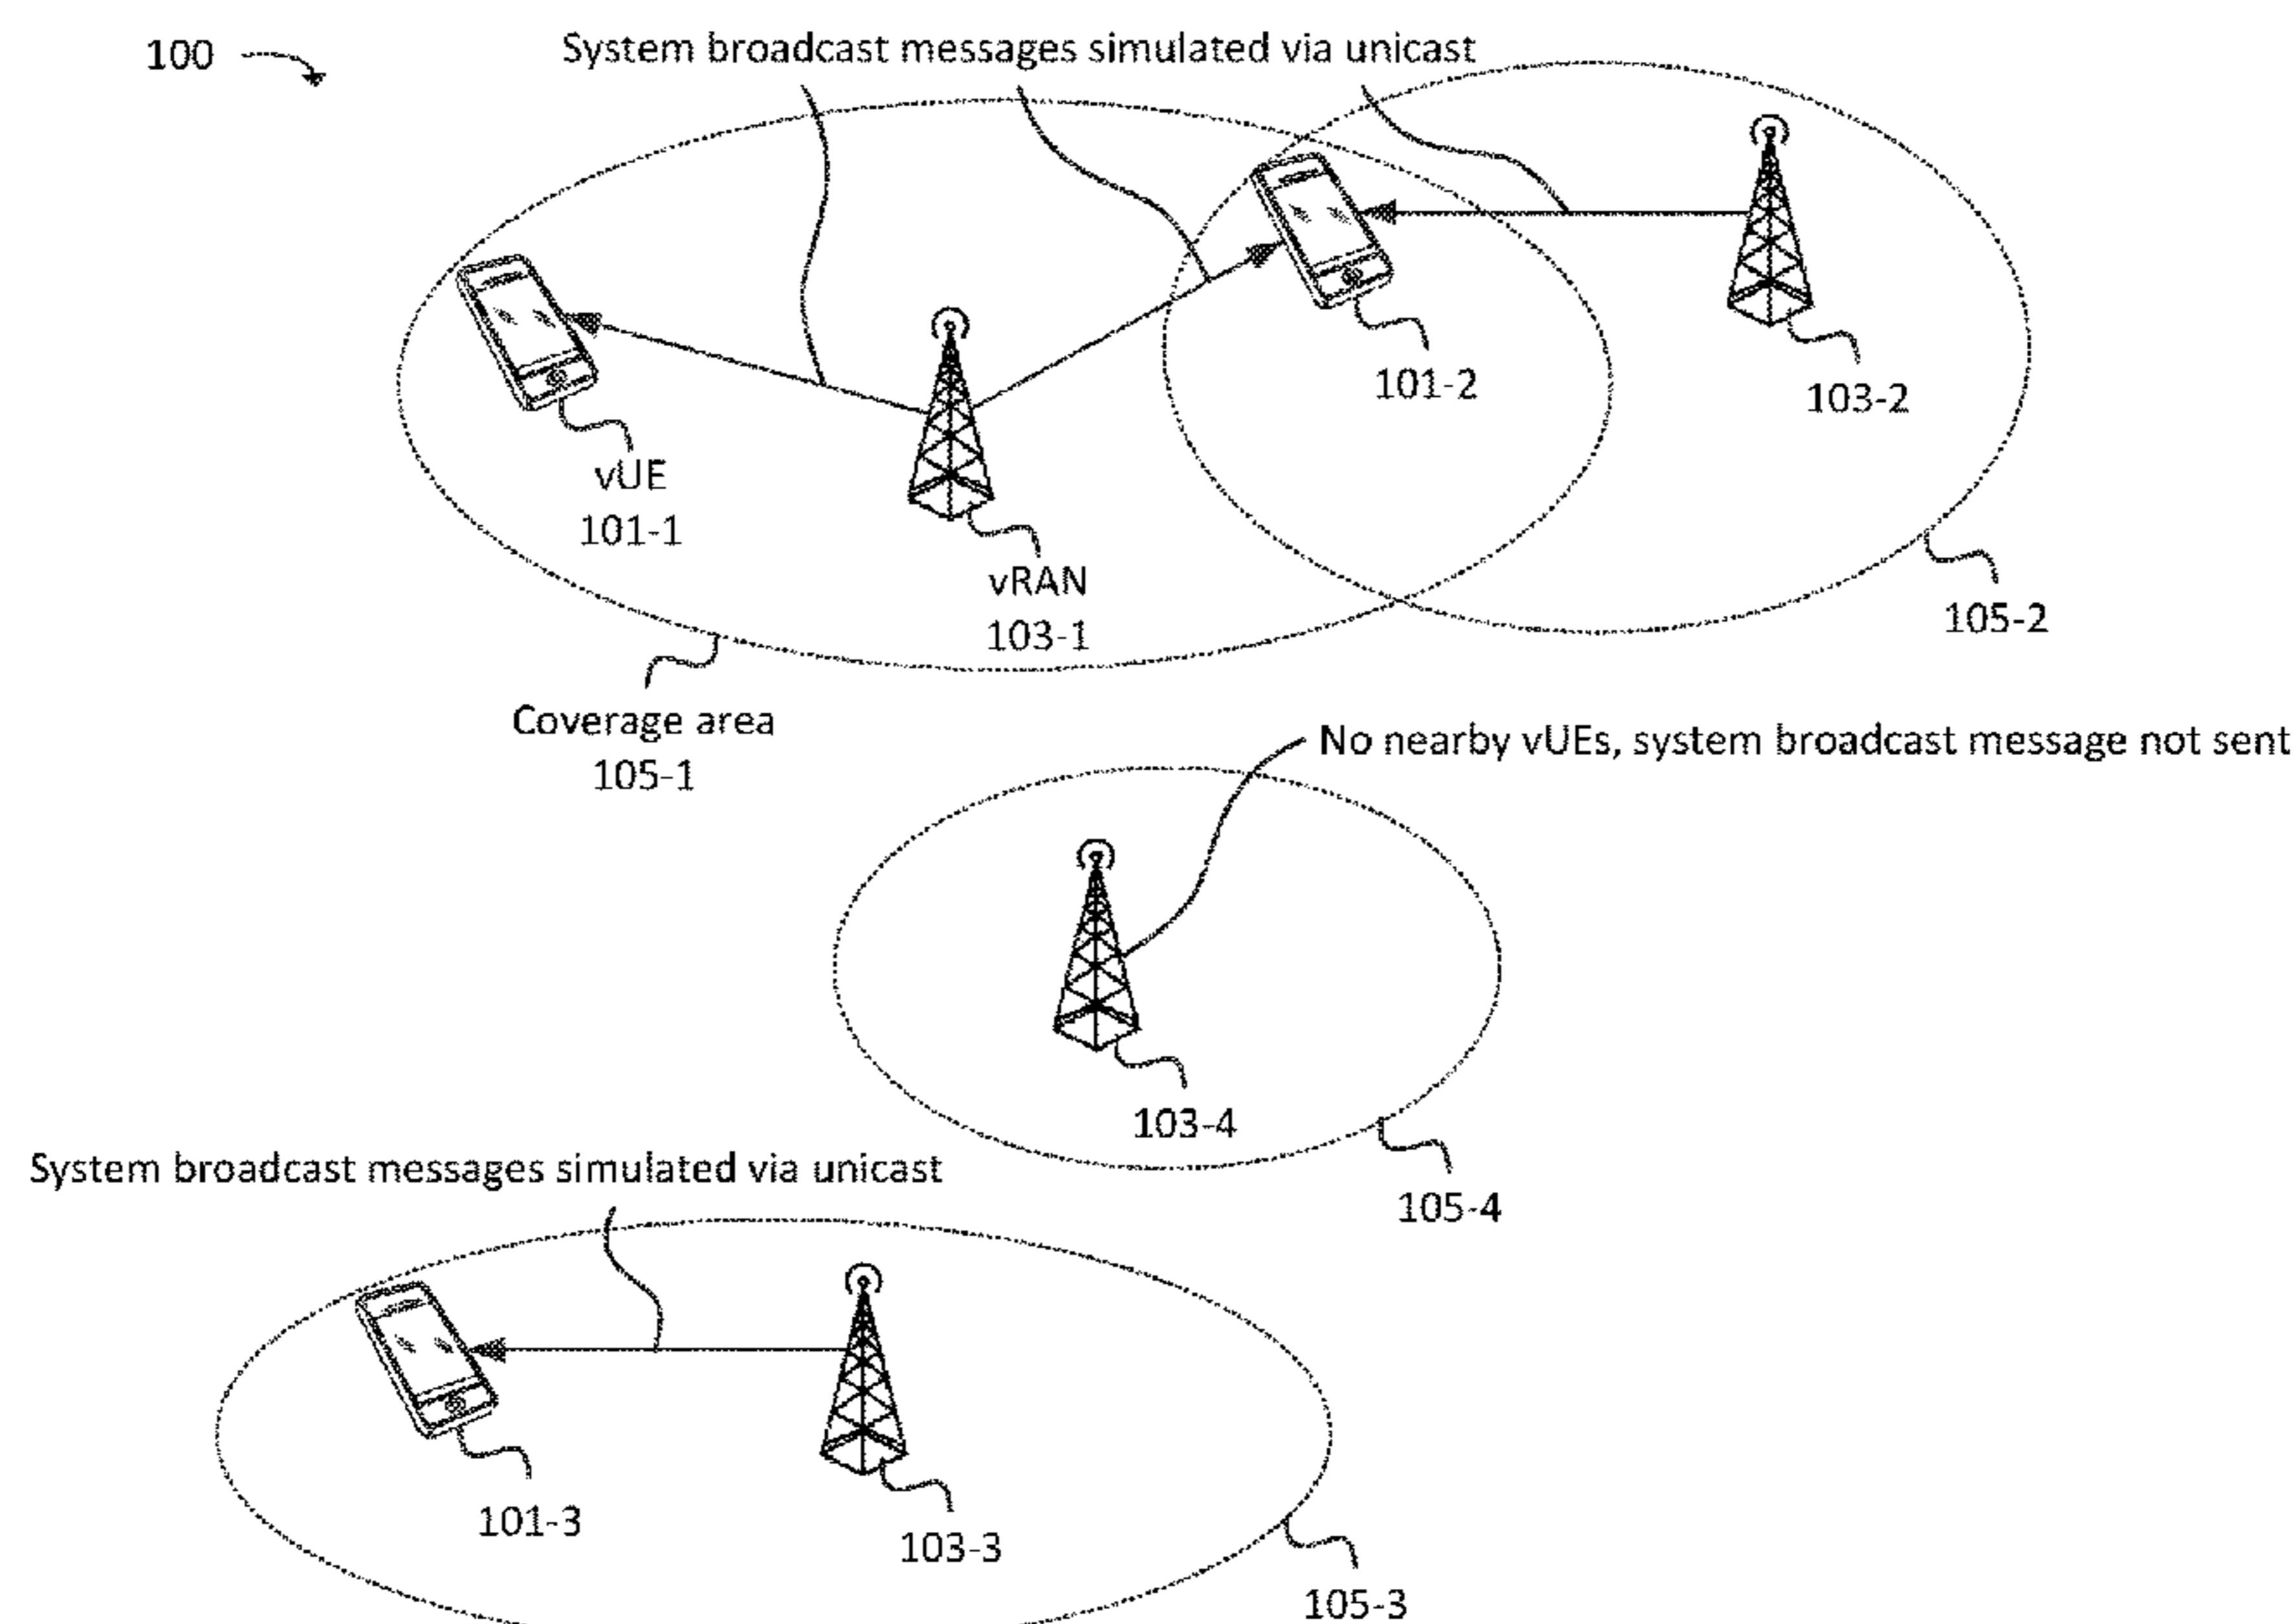 100
System broadcast messages simulated via unicast
101-2
103-2
vUE
101-1
vRAN
103-1
105-2
Coverage area
105-1
No nearby vUEs, system broadcast message not sent
103-4
System broadcast messages simulated via unicast
105-4
101-3
103-3
105-3